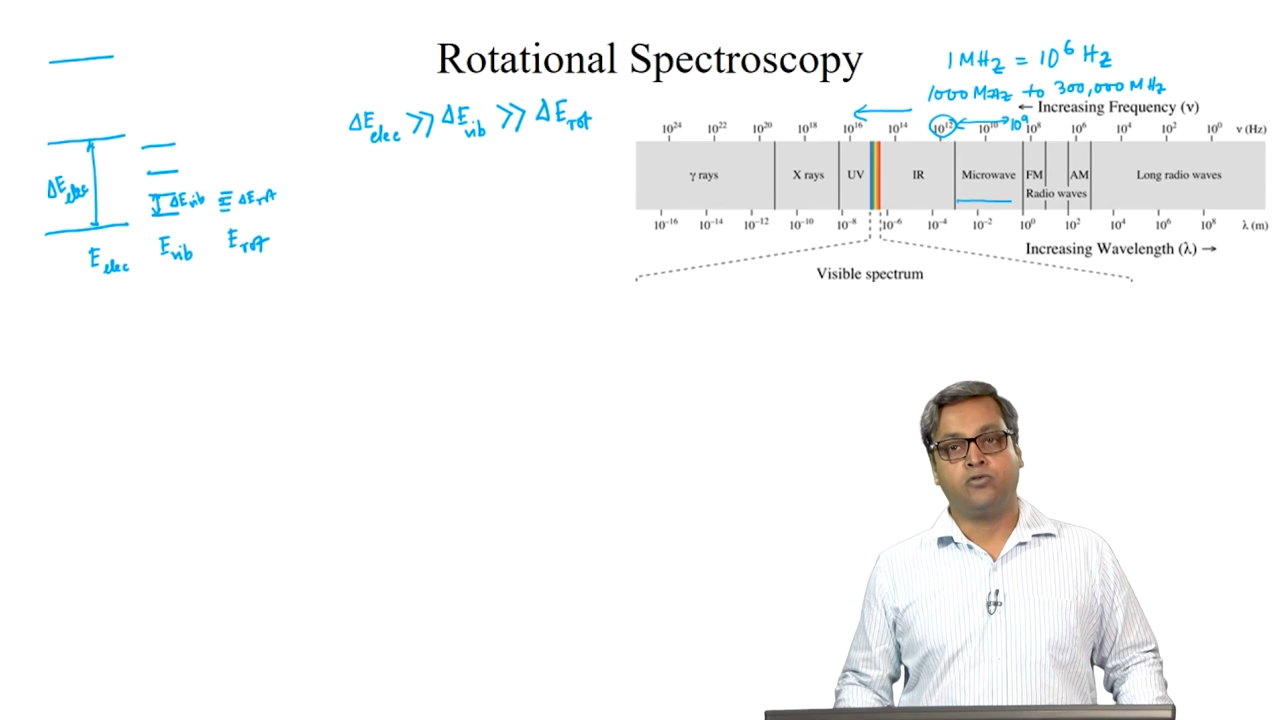 Rotational Spectroscopy
1 MHz = 10⁶ Hz
1000 MHz to 300,000 MHz
← Increasing Frequency (ν)
ΔE_elec >> ΔE_vib >> ΔE_rot
10²⁴ 10²² 10²⁰ 10¹⁸ 10¹⁶ 10¹⁴ 10¹² 10¹⁰ 10⁹ 10⁸ 10⁶ 10⁴ 10² 10⁰ ν (Hz)
γ rays X rays UV IR Microwave FM AM Long radio waves
Radio waves
10⁻¹⁶ 10⁻¹⁴ 10⁻¹² 10⁻¹⁰ 10⁻⁸ 10⁻⁶ 10⁻⁴ 10⁻² 10⁰ 10² 10⁴ 10⁶ 10⁸ λ (m)
Increasing Wavelength (λ) →
Visible spectrum
ΔE_elec ΔE_vib ΔE_rot
E_elec E_vib E_rot